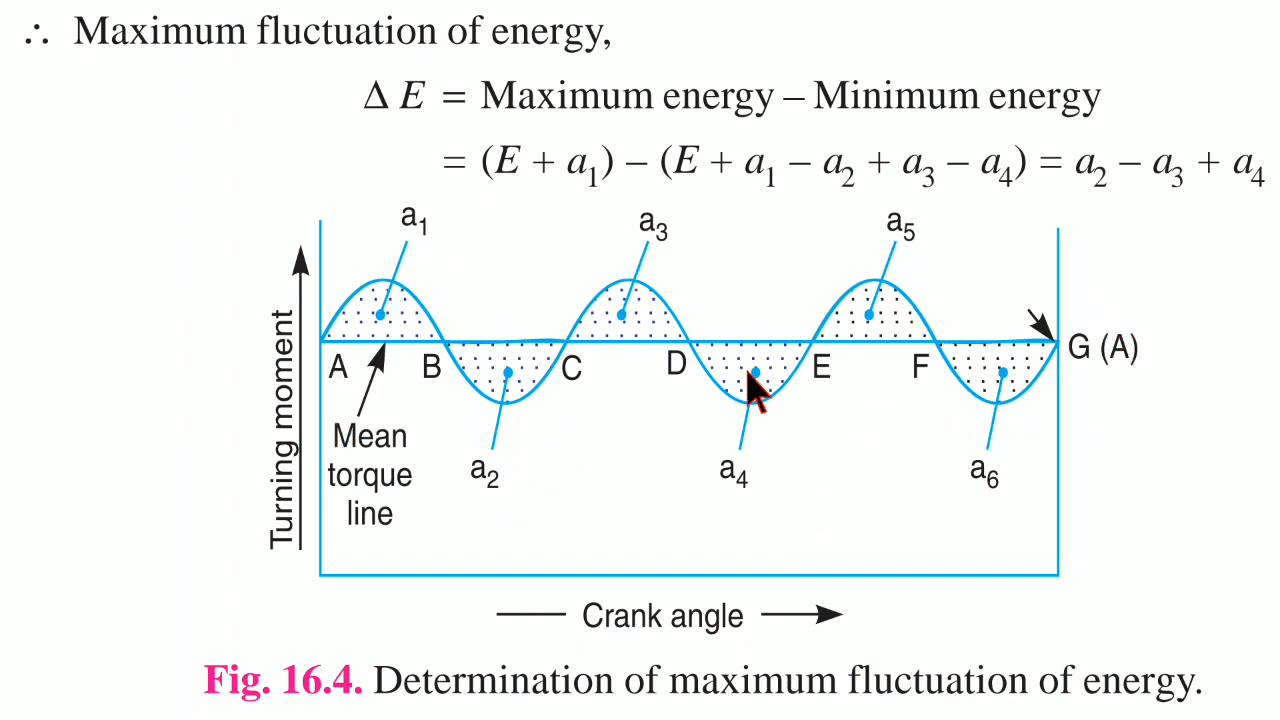 ∴ Maximum fluctuation of energy,
Δ E = Maximum energy – Minimum energy
= (E + a₁) – (E + a₁ – a₂ + a₃ – a₄) = a₂ – a₃ + a₄
a₁ a₃ a₅
Turning moment
A B C D E F G (A)
Mean
torque
line
a₂ a₄ a₆
Crank angle
Fig. 16.4. Determination of maximum fluctuation of energy.